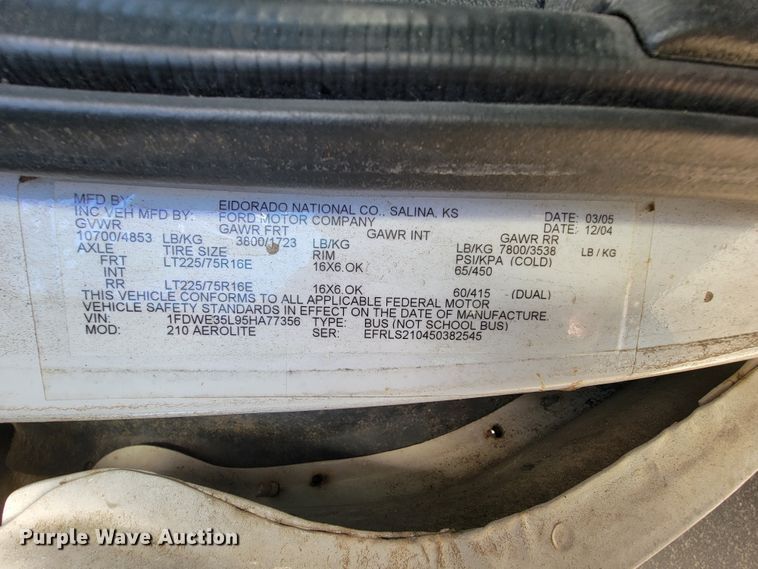 MFD BY: EIDORADO NATIONAL CO., SALINA, KS DATE: 03/05
INC VEH MFD BY: FORD MOTOR COMPANY DATE: 12/04
GVWR GAWR FRT GAWR INT GAWR RR
10700/4853 LB/KG 3800/1723 LB/KG LB/KG 7800/3538 LB / KG
AXLE TIRE SIZE RIM PSI/KPA (COLD)
FRT LT225/75R16E 16X6.OK 65/450
INT
RR LT225/75R16E 16X6.OK 60/415 (DUAL)
THIS VEHICLE CONFORMS TO ALL APPLICABLE FEDERAL MOTOR
VEHICLE SAFETY STANDARDS IN EFFECT ON THE DATE OF MANUFACTURE.
VIN: 1FDWE35L95HA77356 TYPE: BUS (NOT SCHOOL BUS)
MOD: 210 AEROLITE SER: EFRLS210450382545
Purple Wave Auction Purple Wave Auction